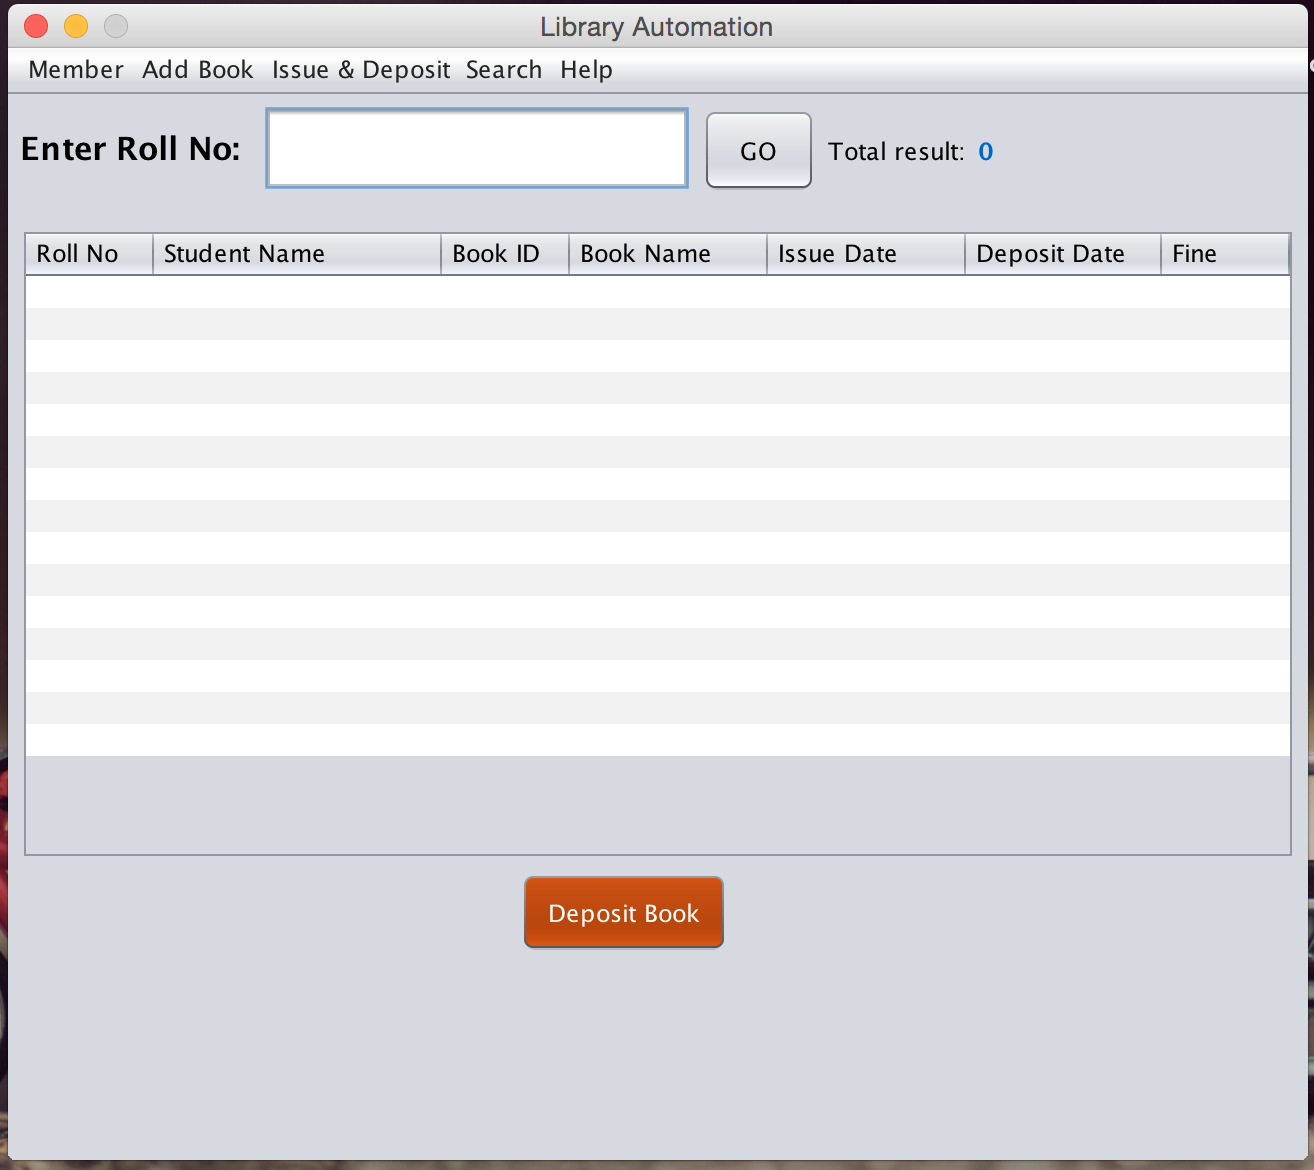 Library Automation
Member Add Book Issue & Deposit Search Help
Enter Roll No: GO Total result: 0
Roll No Student Name Book ID Book Name Issue Date Deposit Date Fine
Deposit Book